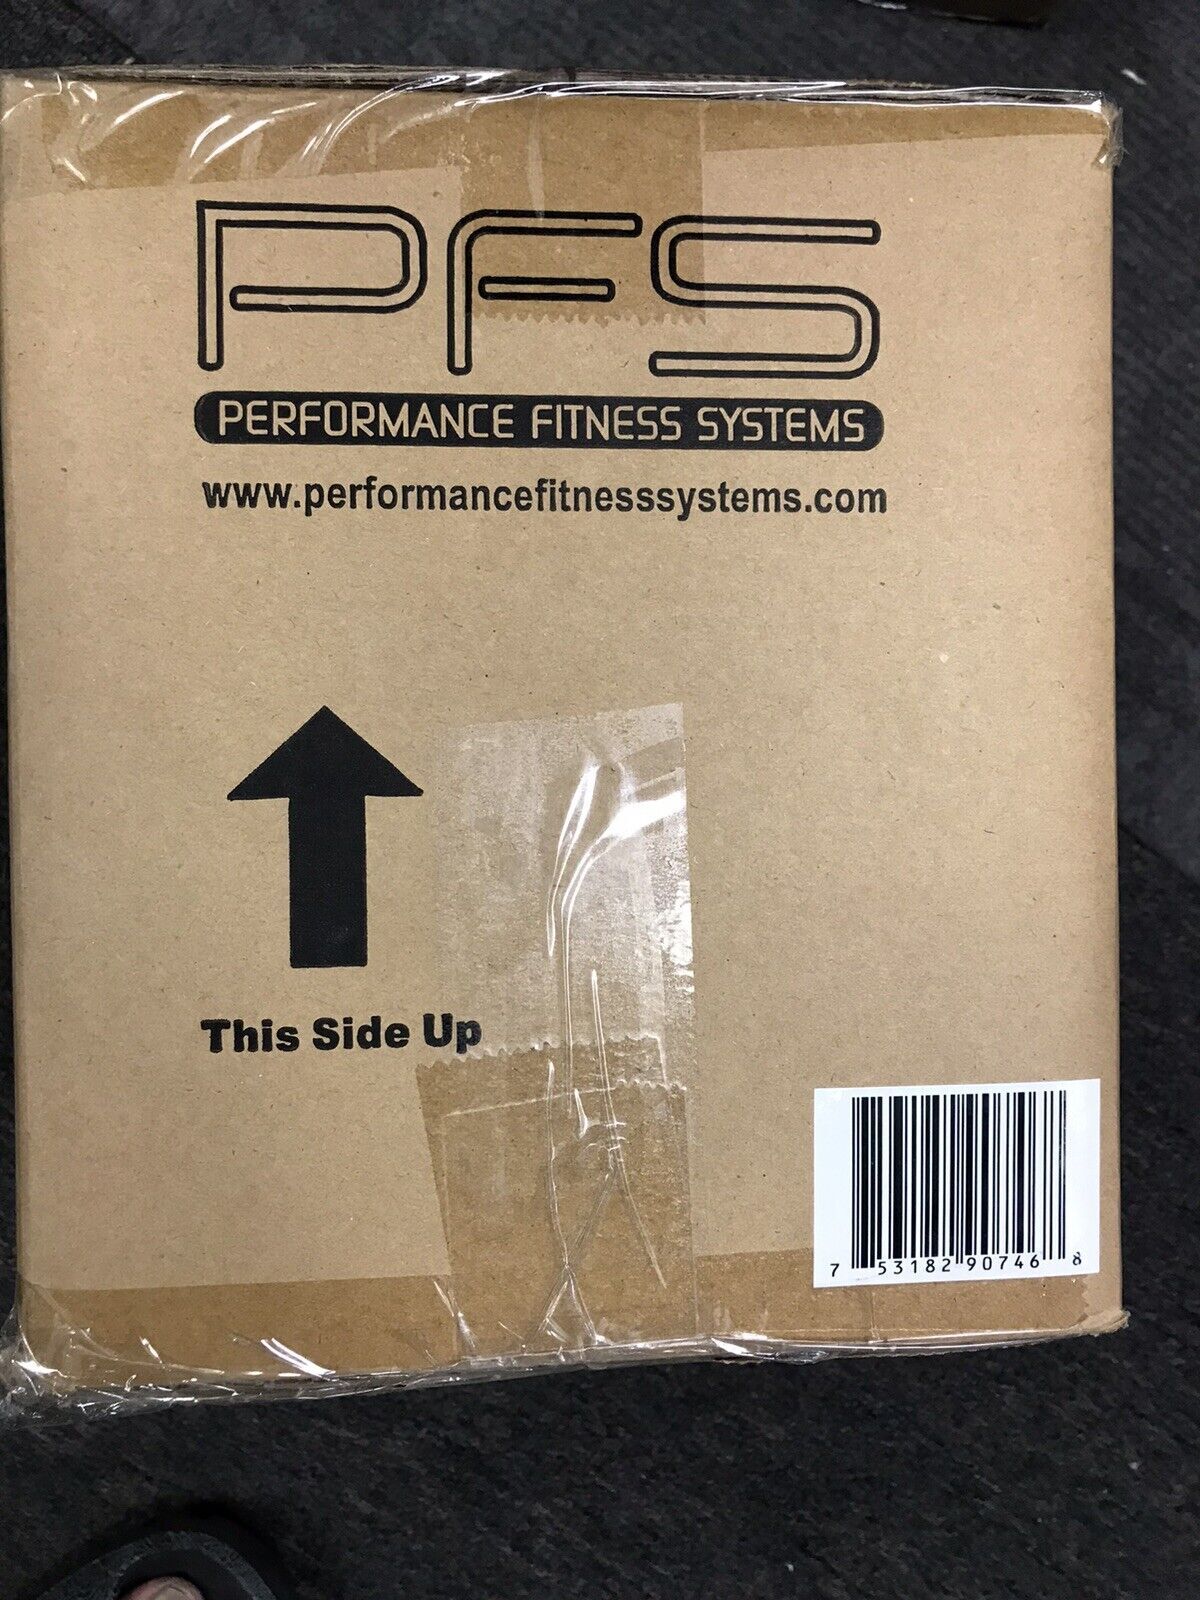 PFS
PERFORMANCE FITNESS SYSTEMS
www.performancefitnesssystems.com
This Side Up
7 53182 90746 8